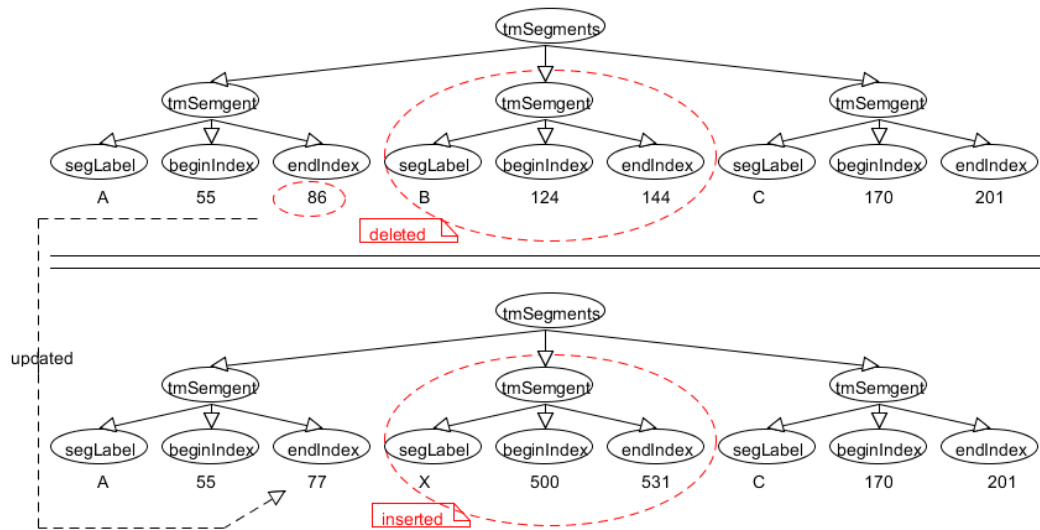 tmSegments
tmSemgent tmSemgent tmSemgent
segLabel beginIndex endIndex segLabel beginIndex endIndex segLabel beginIndex endIndex
A 55 86 B 124 144 C 170 201
deleted
tmSegments
updated
tmSemgent tmSemgent tmSemgent
segLabel beginIndex endIndex segLabel beginIndex endIndex segLabel beginIndex endIndex
A 55 77 X 500 531 C 170 201
inserted